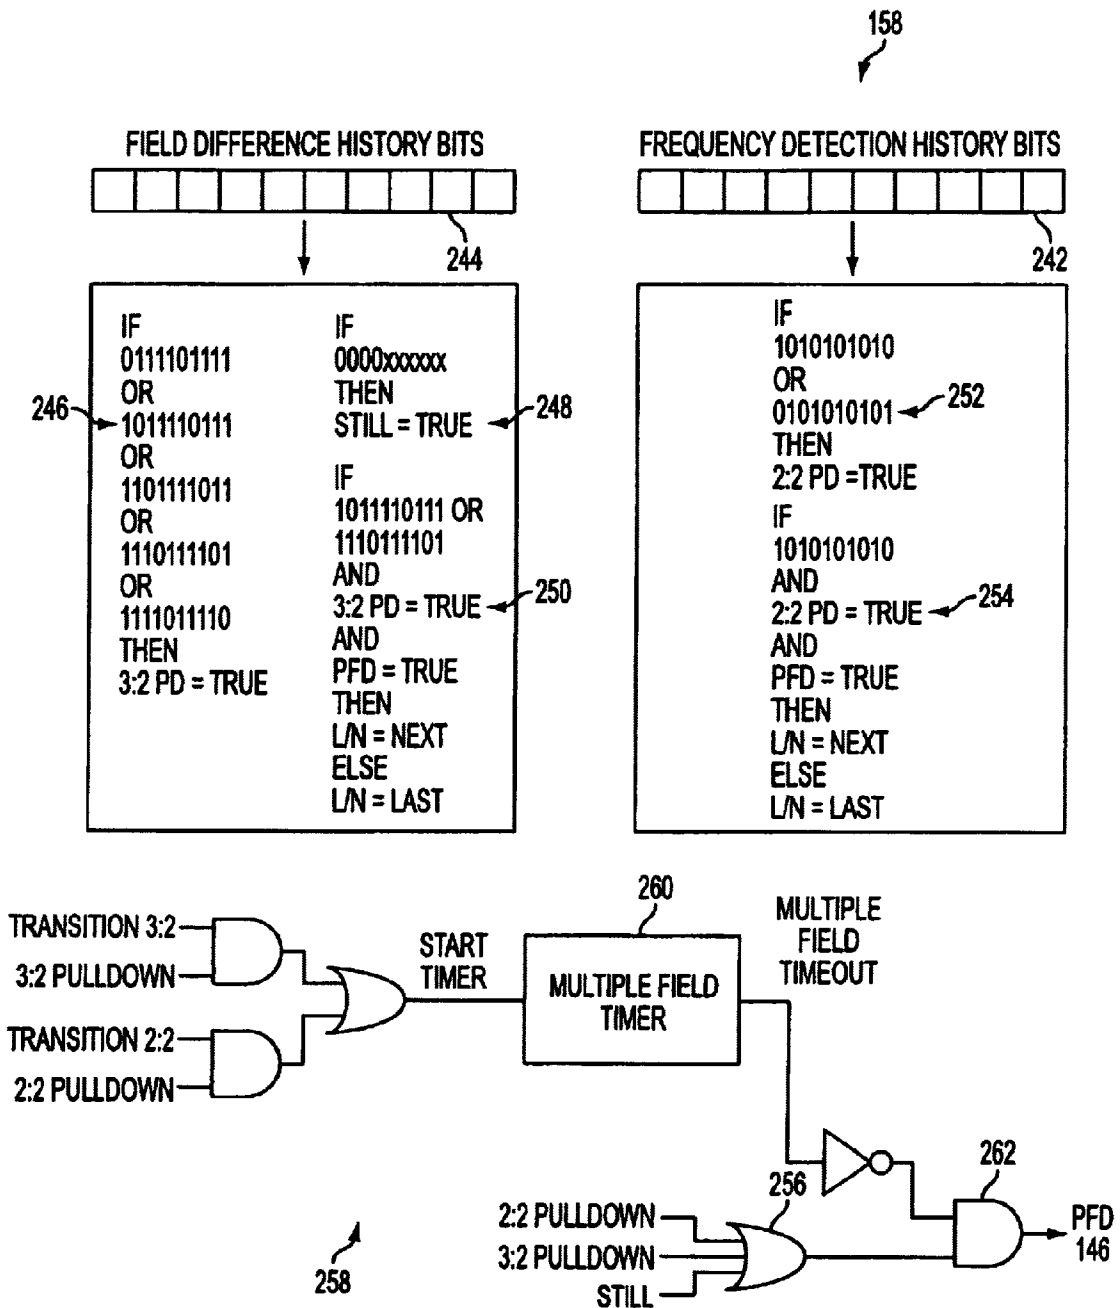 158
FIELD DIFFERENCE HISTORY BITS
244
IF
0111101111
OR
246
1011110111
OR
1101111011
OR
1110111101
OR
1111011110
THEN
3:2 PD = TRUE
IF
0000xxxxxx
THEN
STILL = TRUE
248
IF
1011110111 OR
1110111101
AND
3:2 PD = TRUE
250
AND
PFD = TRUE
THEN
L/N = NEXT
ELSE
L/N = LAST
FREQUENCY DETECTION HISTORY BITS
242
IF
1010101010
OR
0101010101
252
THEN
2:2 PD =TRUE
IF
1010101010
AND
2:2 PD = TRUE
254
AND
PFD = TRUE
THEN
L/N = NEXT
ELSE
L/N = LAST
TRANSITION 3:2
3:2 PULLDOWN
TRANSITION 2:2
2:2 PULLDOWN
START
TIMER
260
MULTIPLE FIELD
TIMER
MULTIPLE
FIELD
TIMEOUT
262
256
2:2 PULLDOWN
3:2 PULLDOWN
STILL
PFD
146
258